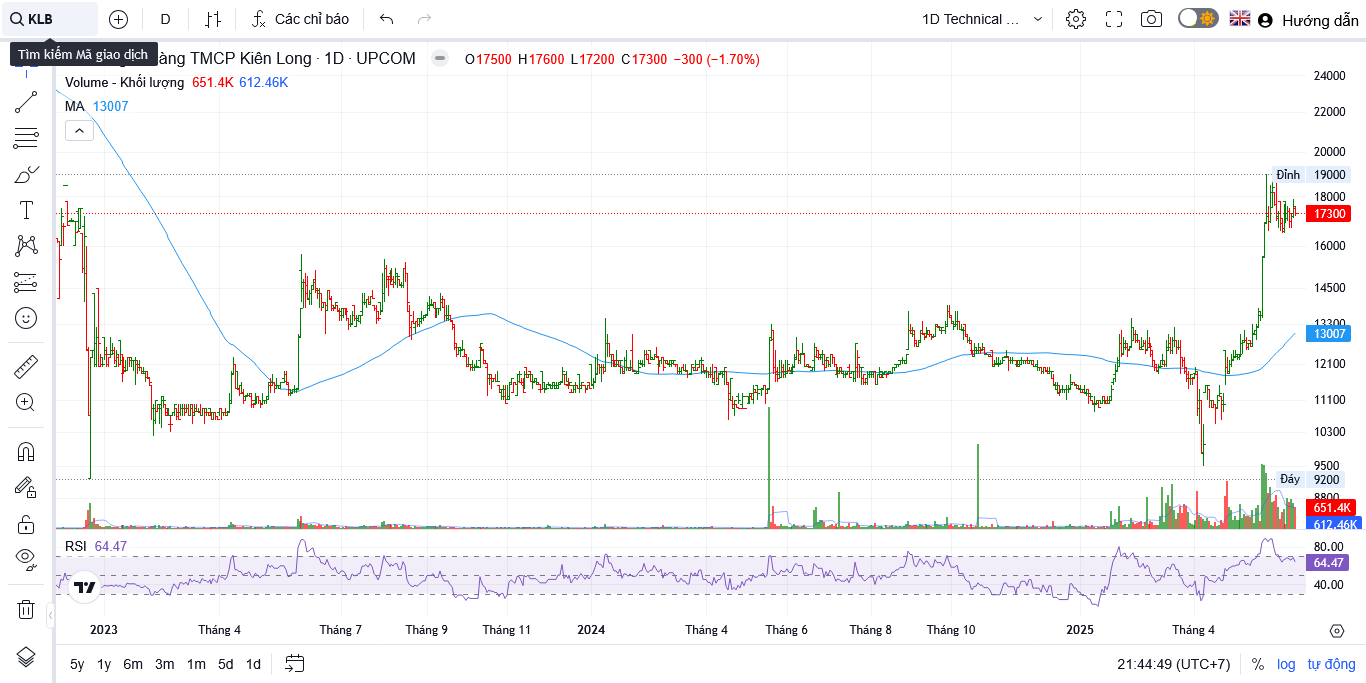 KLB
D
Các chỉ báo
1D Technical ...
Hướng dẫn
Tìm kiếm Mã giao dịch
àng TMCP Kiên Long · 1D · UPCOM
O17500 H17600 L17200 C17300 −300 (−1.70%)
Volume - Khối lượng 651.4K 612.46K
MA 13007
24000
22000
20000
Đỉnh 19000
18000
17300
16000
14500
13300
13007
12100
11100
10300
9500
Đáy 9200
8800
651.4K
612.46K
RSI 64.47
80.00
64.47
40.00
2023 Tháng 4 Tháng 7 Tháng 9 Tháng 11 2024 Tháng 4 Tháng 6 Tháng 8 Tháng 10 2025 Tháng 4
5y 1y 6m 3m 1m 5d 1d
21:44:49 (UTC+7) % log tự động